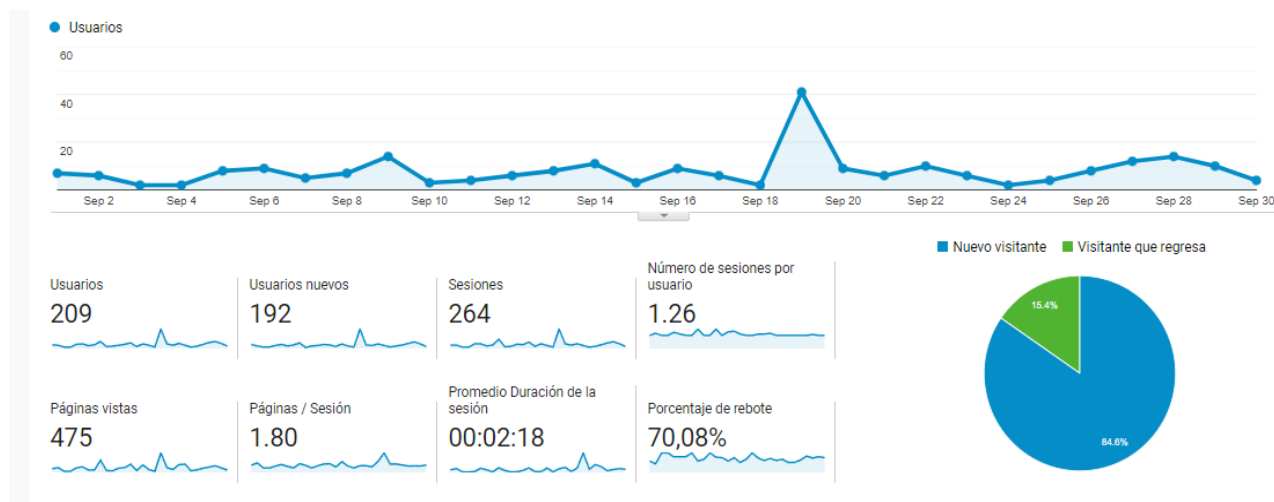 Usuarios
60
40
20
Sep 2 Sep 4 Sep 6 Sep 8 Sep 10 Sep 12 Sep 14 Sep 16 Sep 18 Sep 20 Sep 22 Sep 24 Sep 26 Sep 28 Sep 30
Nuevo visitante Visitante que regresa
Usuarios
209
Usuarios nuevos
192
Sesiones
264
Número de sesiones por
usuario
1.26
Páginas vistas
475
Páginas / Sesión
1.80
Promedio Duración de la
sesión
00:02:18
Porcentaje de rebote
70,08%
15.4%
84.6%